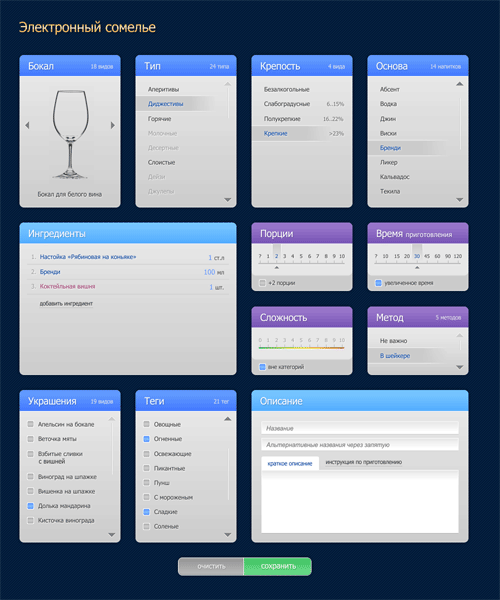 Электронный сомелье
Бокал 18 видов
Бокал для белого вина
Тип 24 типа
Аперитивы
Диджестивы
Горячие
Молочные
Десертные
Слоистые
Дейзи
Джулепы
Крепость 4 вида
Безалкогольные
Слабоградусные 6..15%
Полукрепкие 16..22%
Крепкие >23%
Основа 14 напитков
Абсент
Водка
Джин
Виски
Бренди
Ликер
Кальвадос
Текила
Ингредиенты
1. Настойка «Рябиновая на коньяке» 1 ст.л
2. Бренди 100 мл
3. Коктейльная вишня 1 шт.
добавить ингредиент
Порции
? 1 2 3 4 5 6 7 8 9 10
+2 порции
Время приготовления
? 10 15 20 30 45 60 90 120
увеличенное время
Сложность
0 1 2 3 4 5 6 7 8 9 10
вне категорий
Метод 5 методов
Не важно
В шейкере
Украшения 19 видов
Апельсин на бокале
Веточка мяты
Взбитые сливки
с вишней
Виноград на шпажке
Вишенка на шпажке
Долька мандарина
Кисточка винограда
Теги 21 тег
Овощные
Огненные
Освежающие
Пикантные
Пунш
С мороженым
Сладкие
Соленые
Описание
Название
Альтернативные названия через запятую
краткое описание инструкция по приготовлению
очистить сохранить